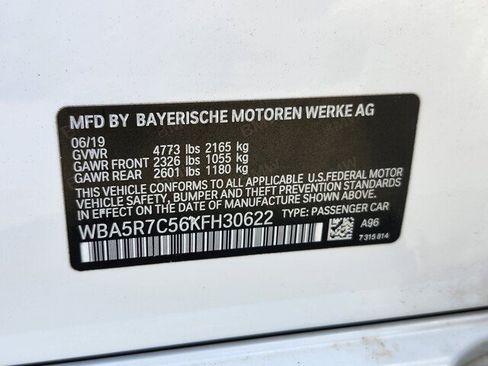 MFD BY BAYERISCHE MOTOREN WERKE AG
06/19
GVWR 4773 lbs 2165 kg
GAWR FRONT 2326 lbs 1055 kg
GAWR REAR 2601 lbs 1180 kg
THIS VEHICLE CONFORMS TO ALL APPLICABLE U.S.FEDERAL MOTOR
VEHICLE SAFETY, BUMPER AND THEFT PREVENTION STANDARDS
IN EFFECT ON THE DATE OF MANUFACTURE SHOWN ABOVE.
WBA5R7C56KFH30622 TYPE: PASSENGER CAR
A96
7 315 814